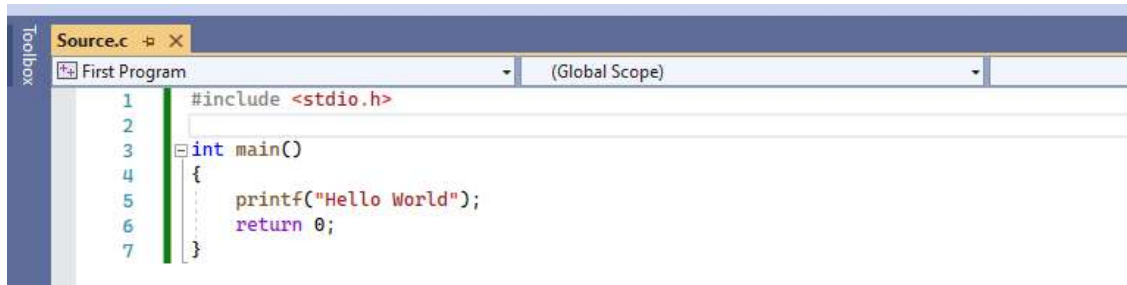 Toolbox
Source.c
First Program
(Global Scope)
1 #include <stdio.h>
2
3 int main()
4 {
5 printf("Hello World");
6 return 0;
7 }